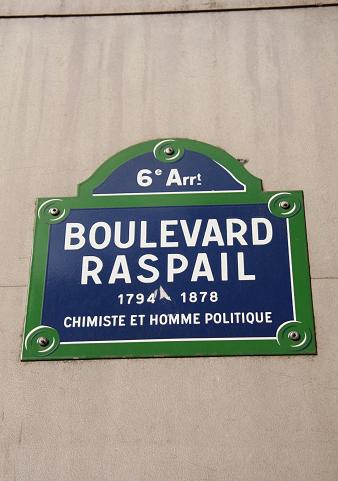 6e Arrt
BOULEVARD
RASPAIL
1794 1878
CHIMISTE ET HOMME POLITIQUE